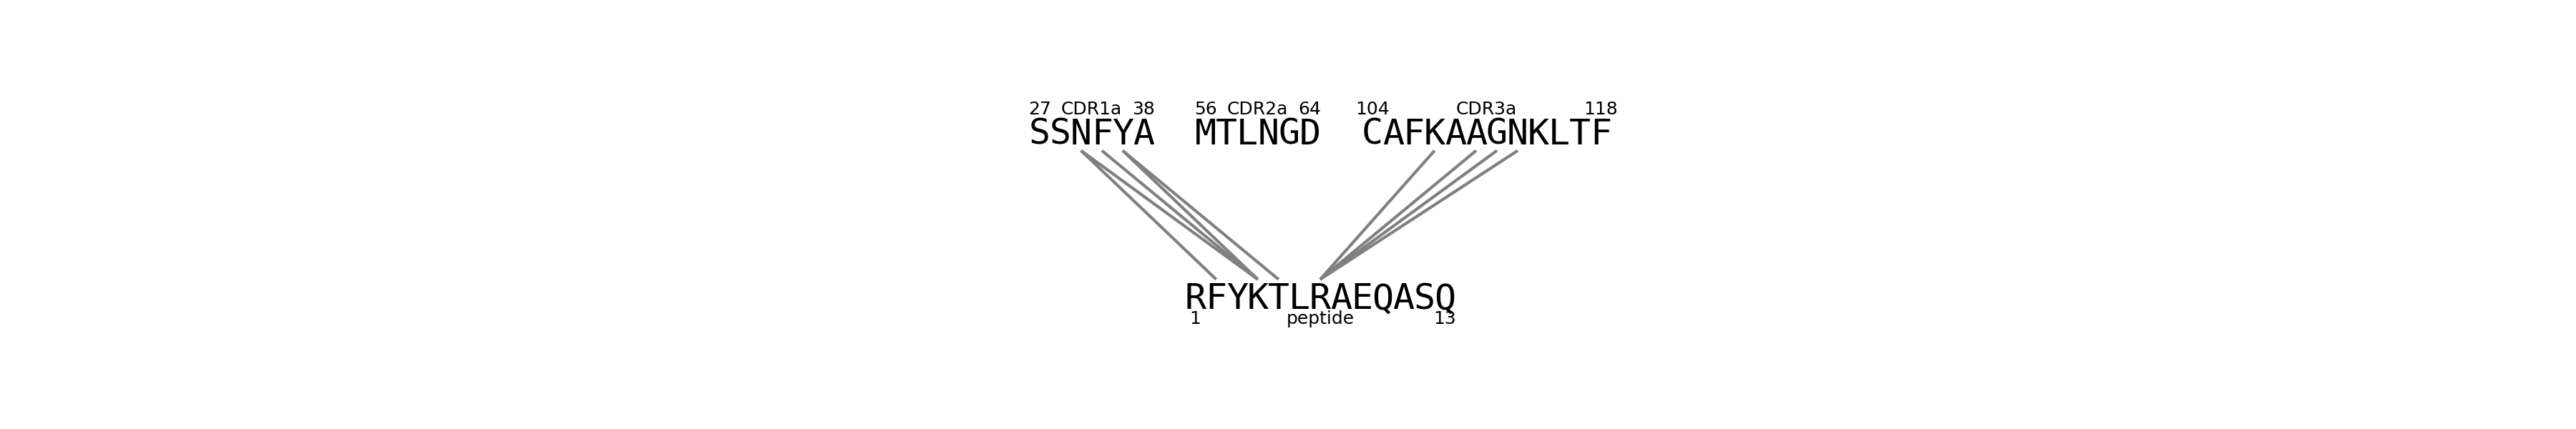 27 CDR1a 38 56 CDR2a 64 104 CDR3a 118
SSNFYA MTLNGD CAFKAAGNKLTF
RFYKTLRAEQASQ
1 peptide 13